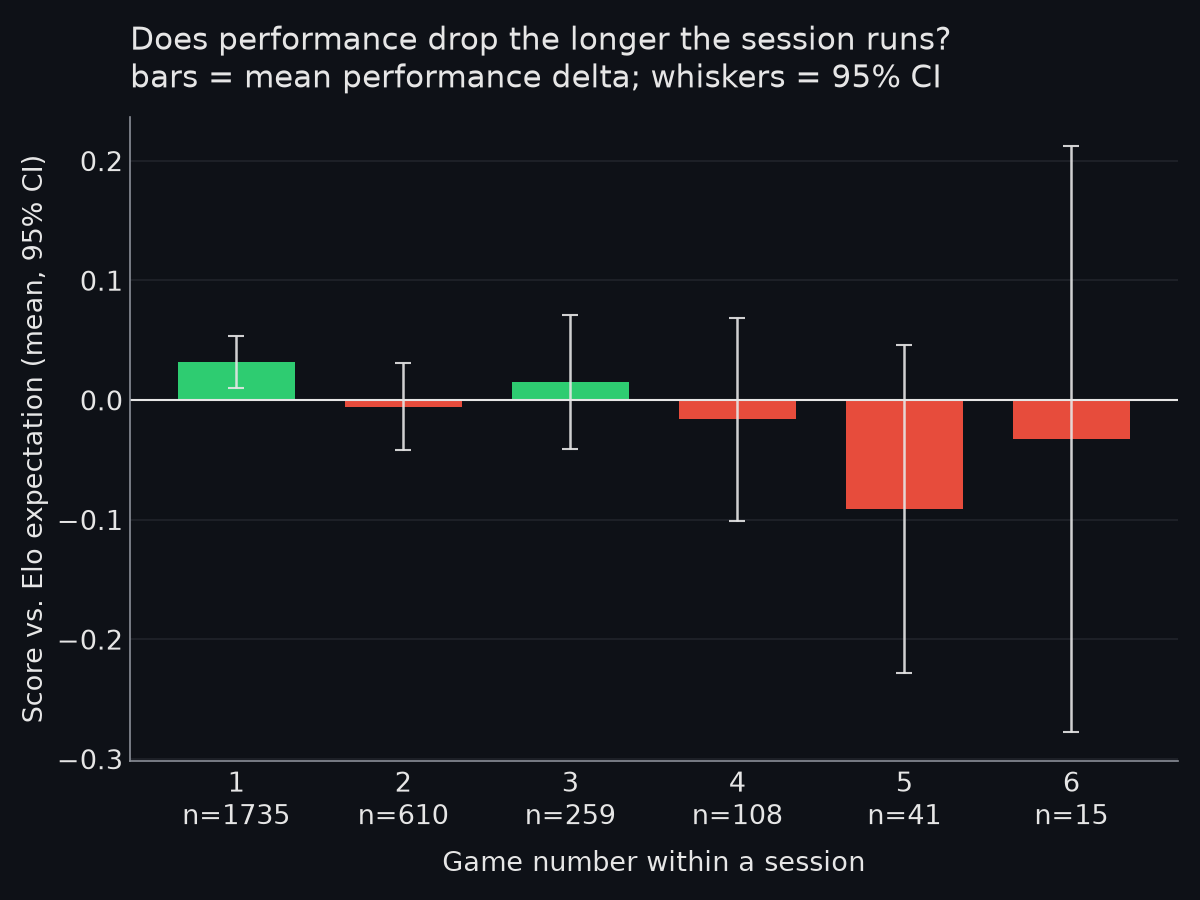 Does performance drop the longer the session runs?
bars = mean performance delta; whiskers = 95% CI
Score vs. Elo expectation (mean, 95% CI)
0.2
0.1
0.0
−0.1
−0.2
−0.3
1 2 3 4 5 6
n=1735 n=610 n=259 n=108 n=41 n=15
Game number within a session